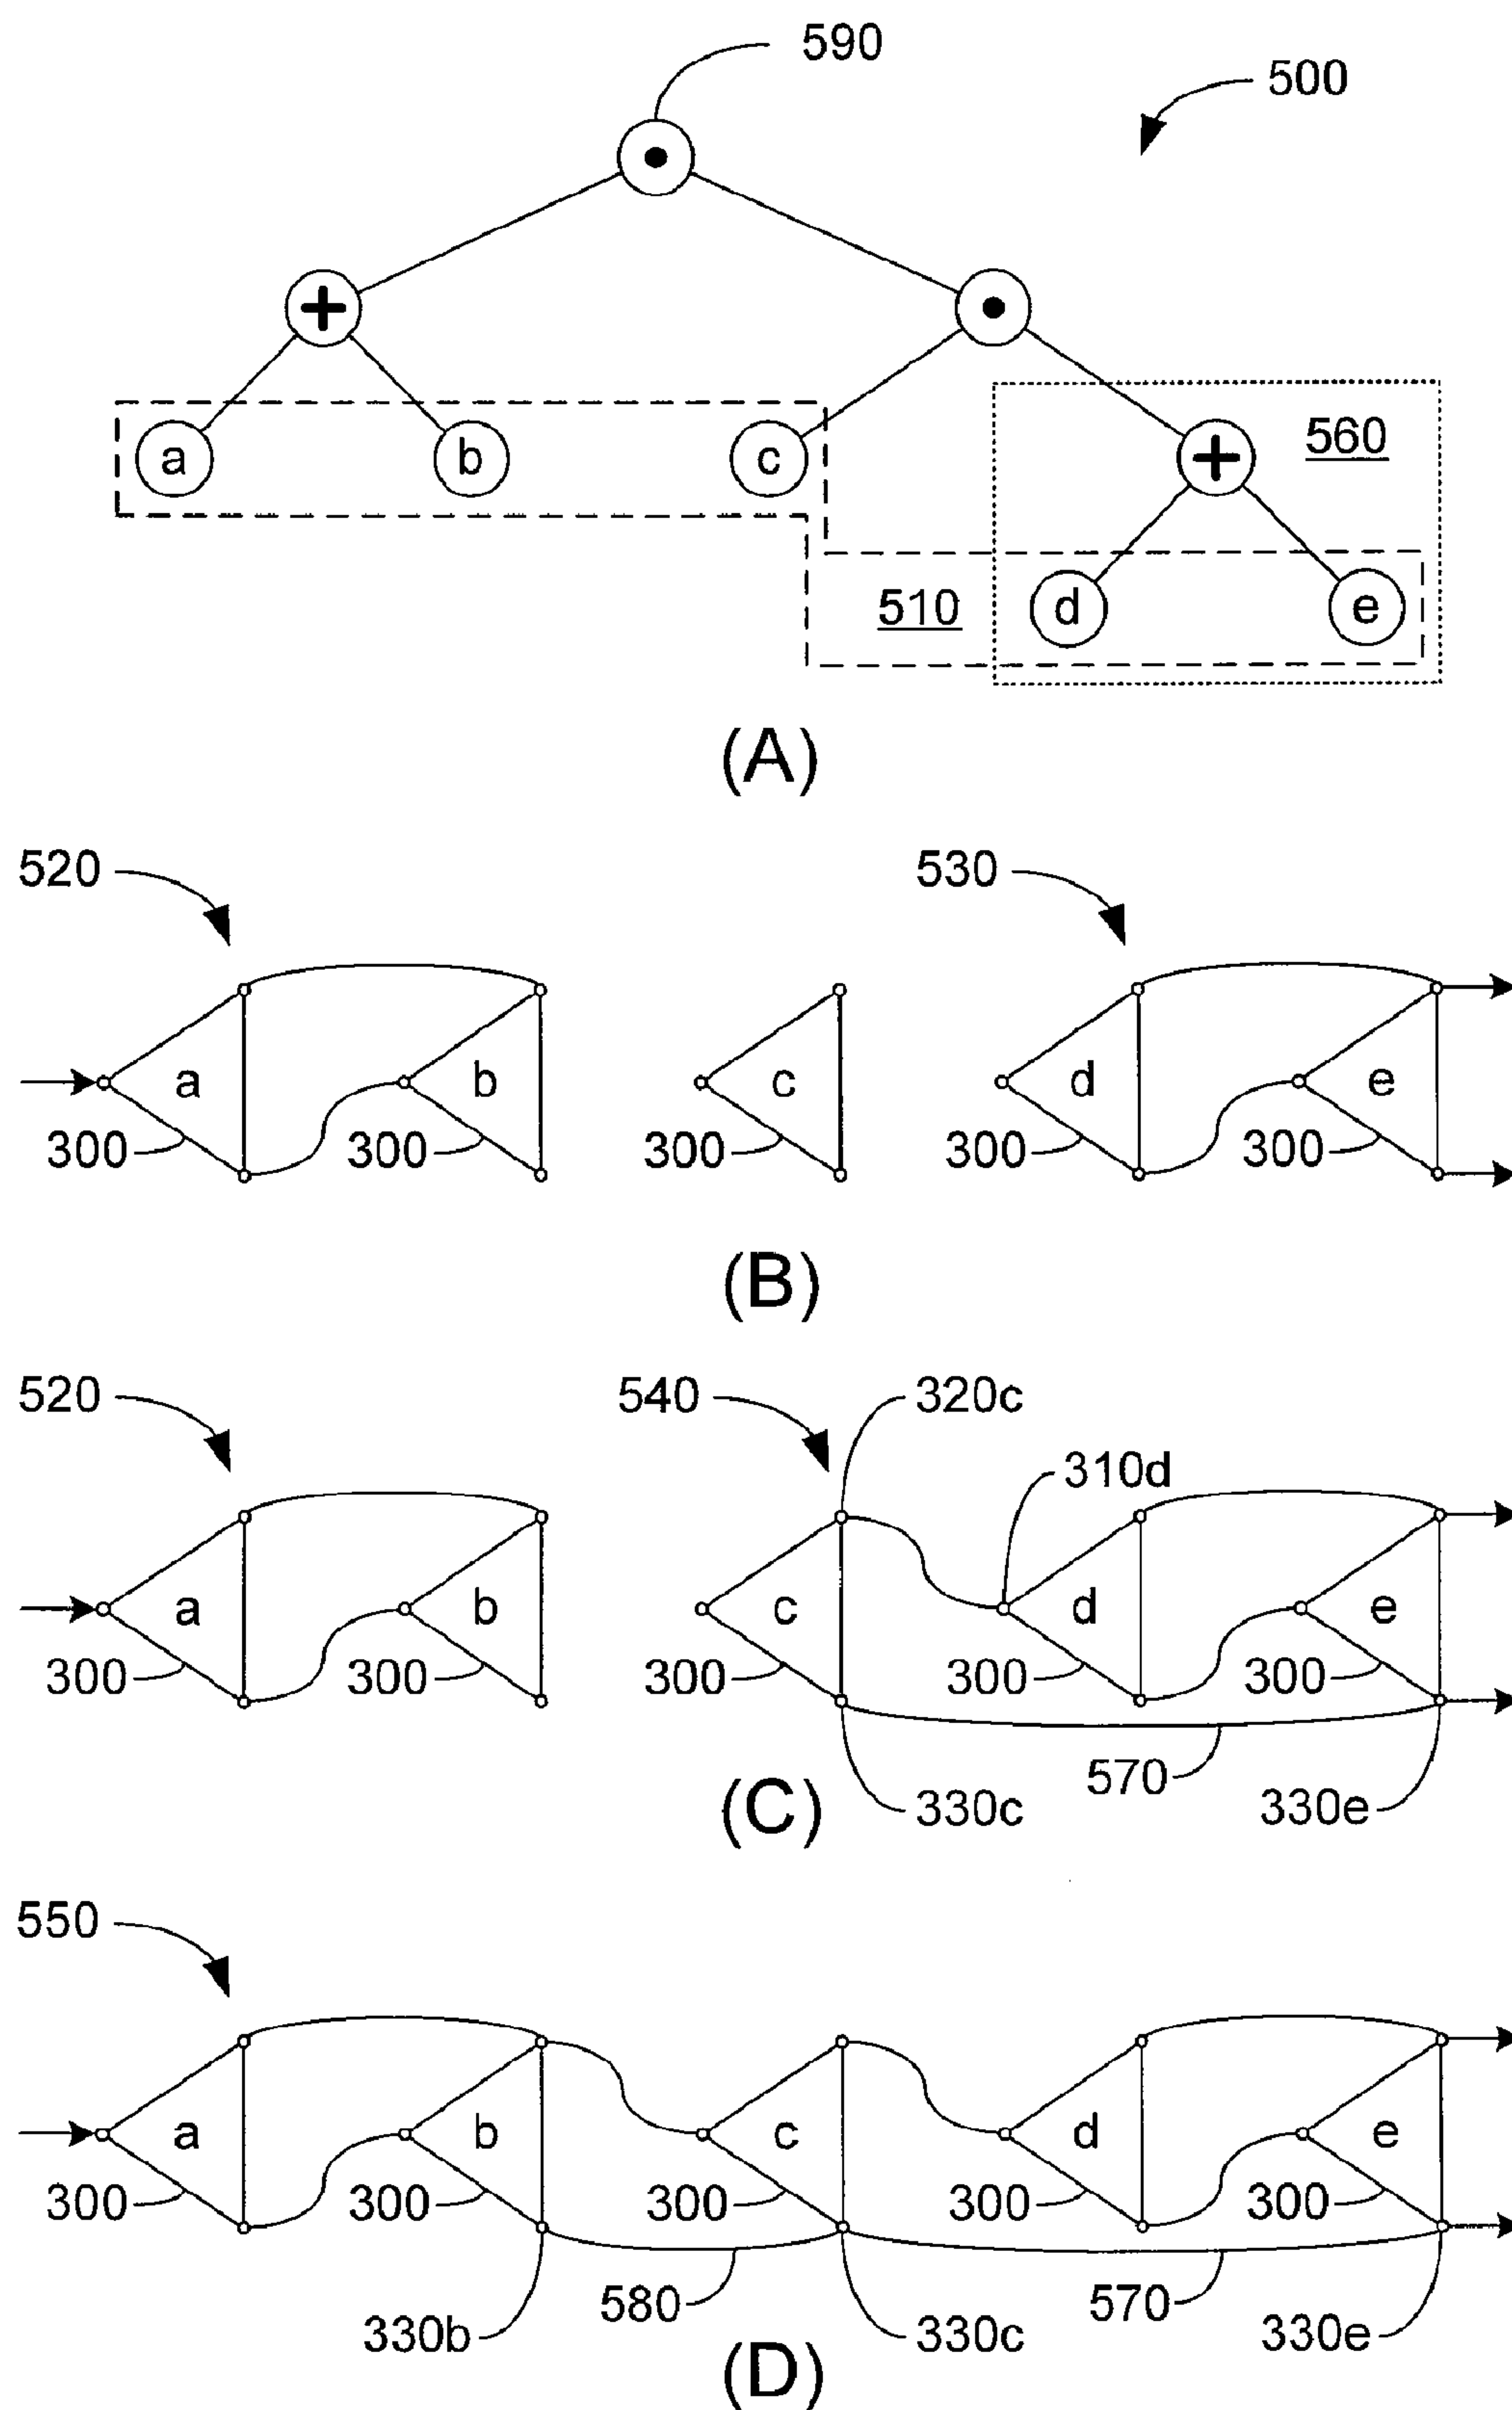 590
500
•
+
•
a b c
+
560
510
d e
(A)
520
530
a b c d e
300 300 300 300 300
(B)
520
540
320c
310d
a b c d e
300 300 300 300 300
570
330c
330e
(C)
550
a b c d e
300 300 300 300 300
580
570
330b
330c
330e
(D)